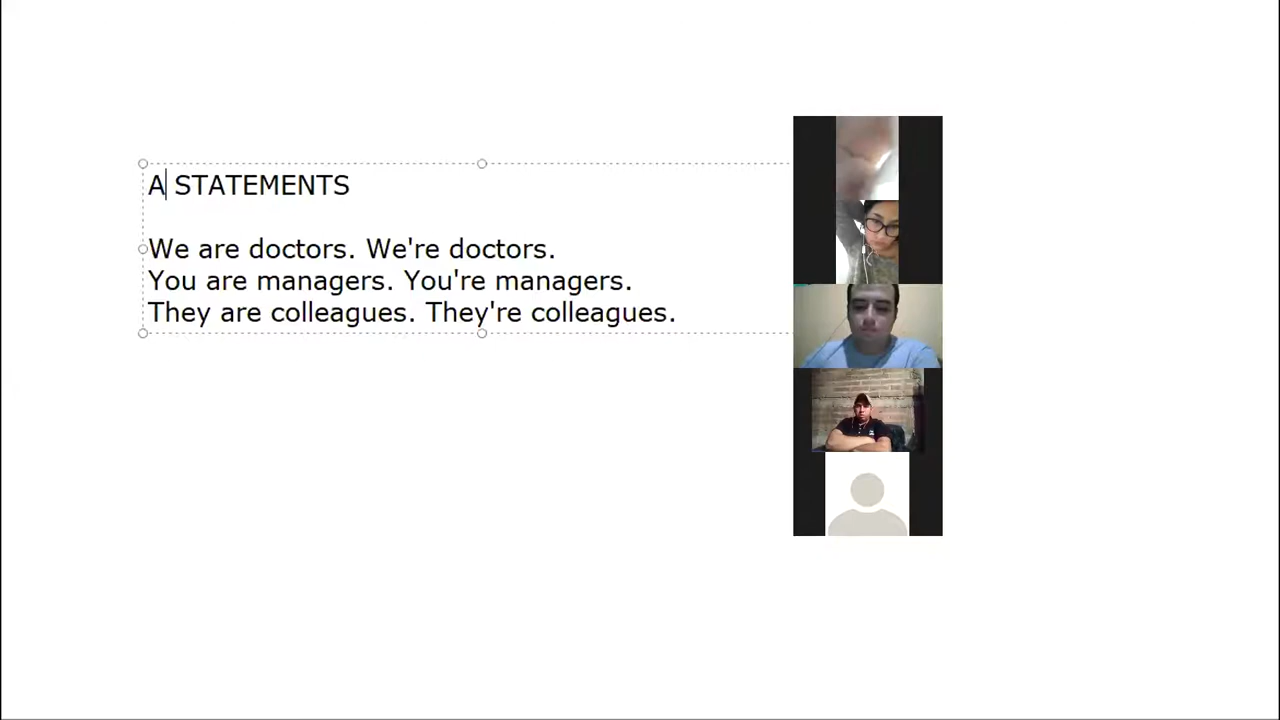 A STATEMENTS
We are doctors. We're doctors.
You are managers. You're managers.
They are colleagues. They're colleagues.